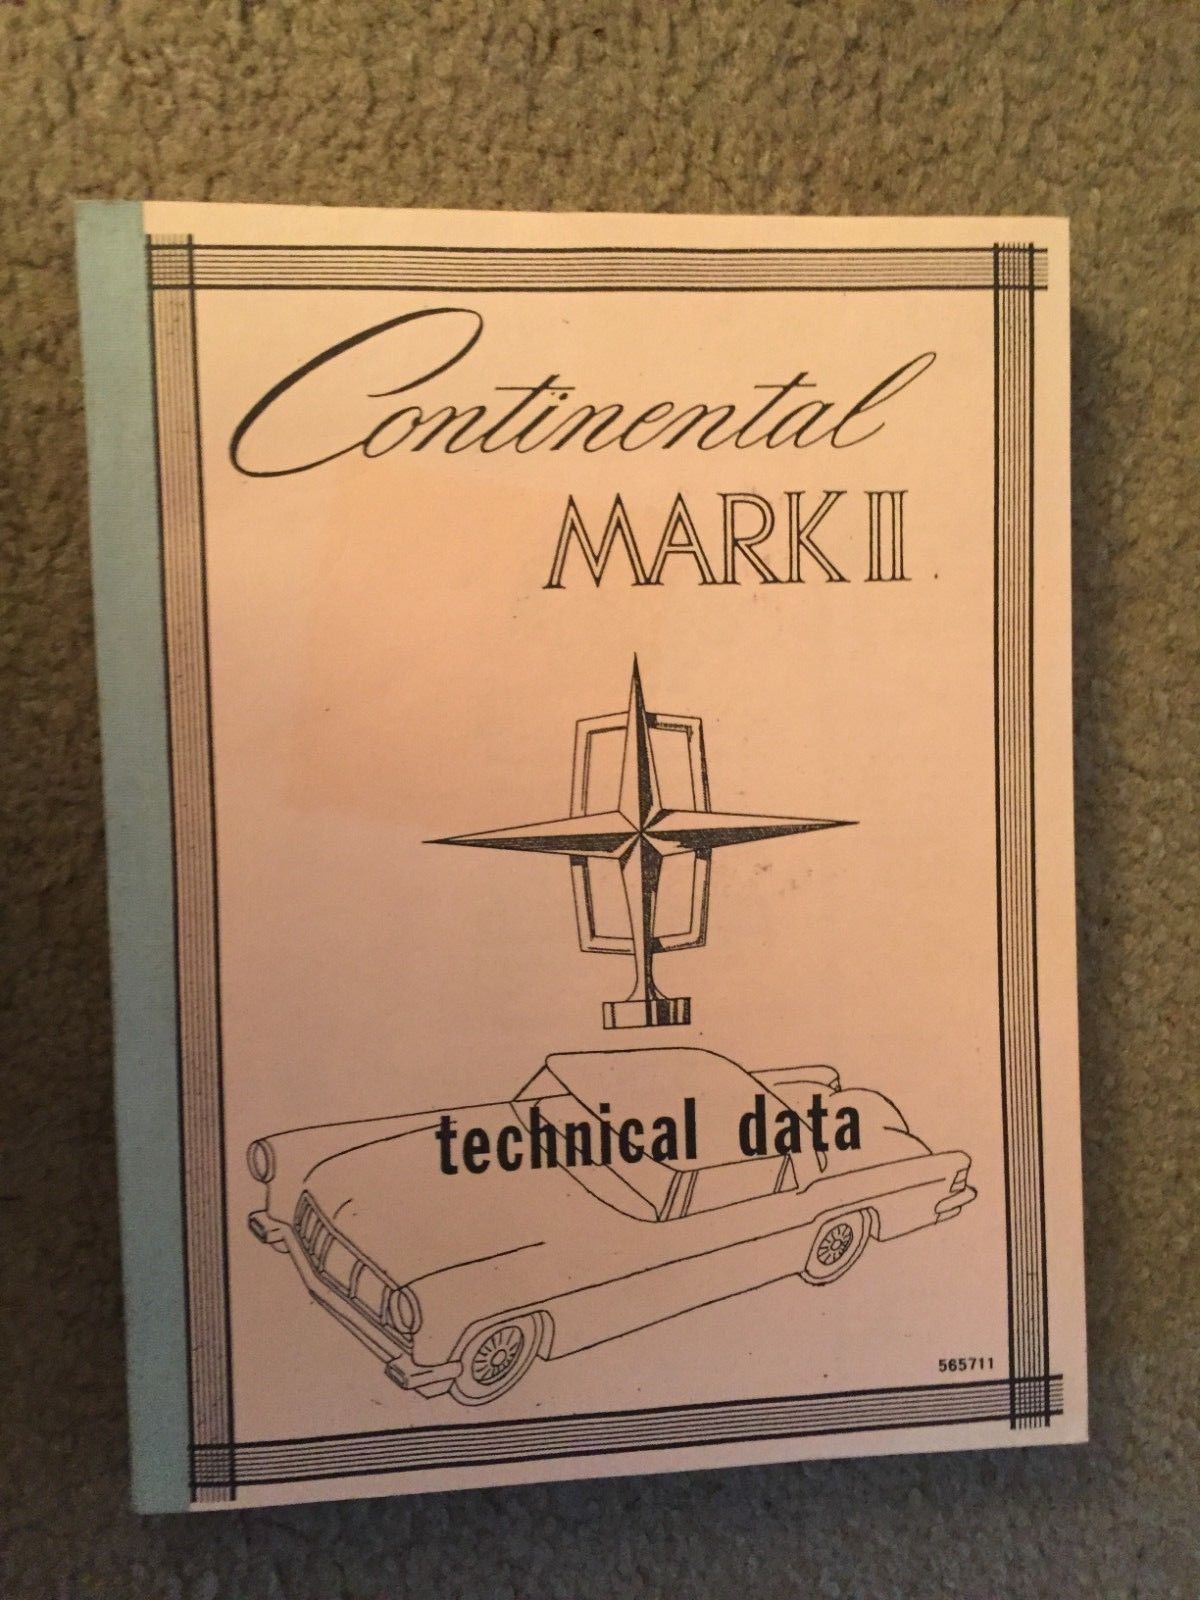 Continental
MARK II
technical data
565711